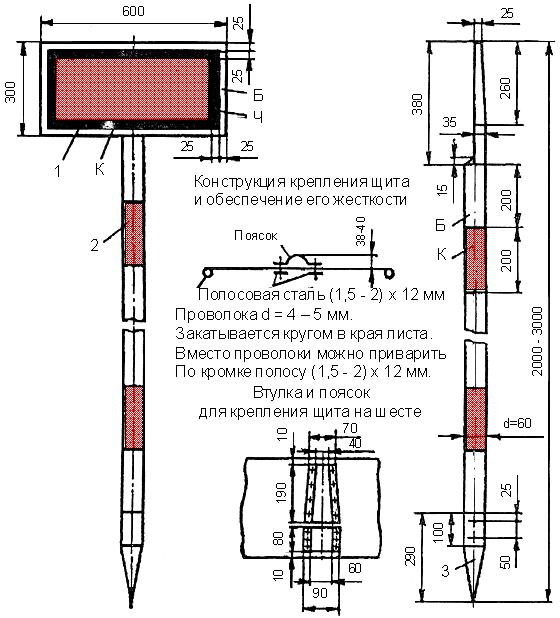 600
25
25
300
25
25
Б
Ч
1
К
2
Конструкция крепления щита
и обеспечение его жесткости
Поясок
38-40
Полосовая сталь (1,5 - 2) х 12 мм
Проволока d = 4 – 5 мм.
Закатывается кругом в края листа.
Вместо проволоки можно приварить
По кромке полосу (1,5 - 2) х 12 мм.
Втулка и поясок
для крепления щита на шесте
70
40
10
190
80
10
60
90
25
380
260
35
15
200
Б
К
200
2000 - 3000
d=60
25
100
290
50
3